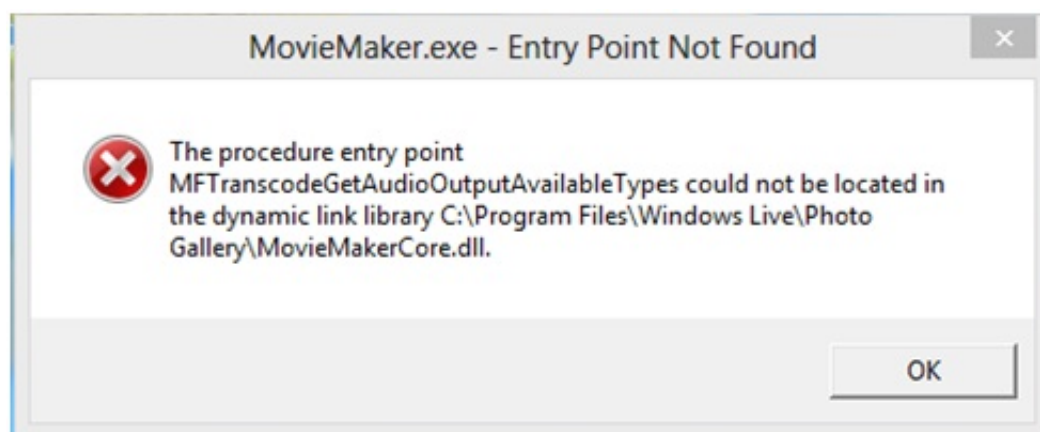 MovieMaker.exe - Entry Point Not Found
The procedure entry point
MFTranscodeGetAudioOutputAvailableTypes could not be located in
the dynamic link library C:\Program Files\Windows Live\Photo
Gallery\MovieMakerCore.dll.
OK